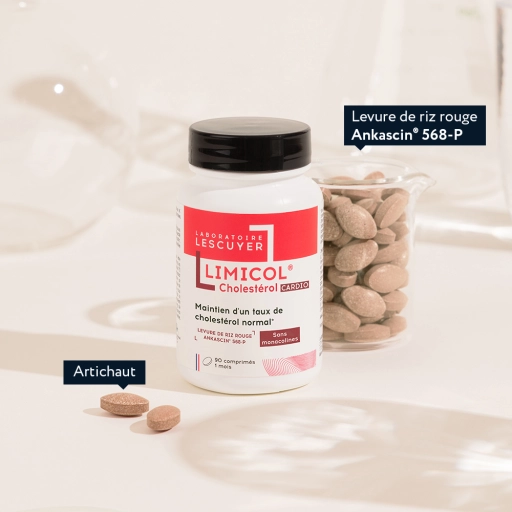 Levure de riz rouge
Ankascin® 568-P
LABORATOIRE
LESCUYER
LIMICOL®
Cholestérol CARDIO
Maintien d'un taux de
cholestérol normal*
LEVURE DE RIZ ROUGE
ANKASCIN® 568-P
Sans
monacolines
90 comprimés
1 mois
Artichaut